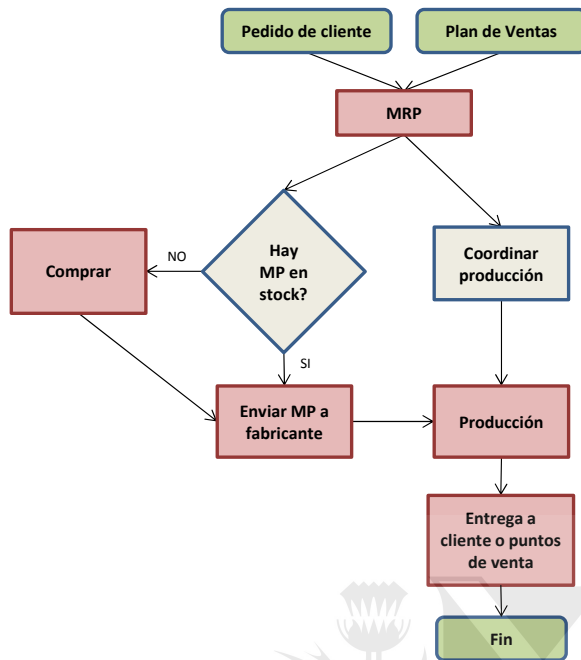 Pedido de cliente
Plan de Ventas
MRP
Hay
MP en
stock?
Coordinar
producción
Comprar
NO
SI
Enviar MP a
fabricante
Producción
Entrega a
cliente o puntos
de venta
Fin